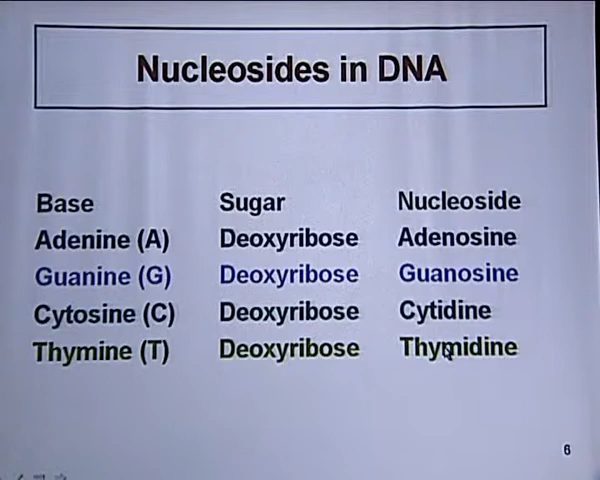 Nucleosides in DNA
Base Sugar Nucleoside
Adenine (A) Deoxyribose Adenosine
Guanine (G) Deoxyribose Guanosine
Cytosine (C) Deoxyribose Cytidine
Thymine (T) Deoxyribose Thymidine
6